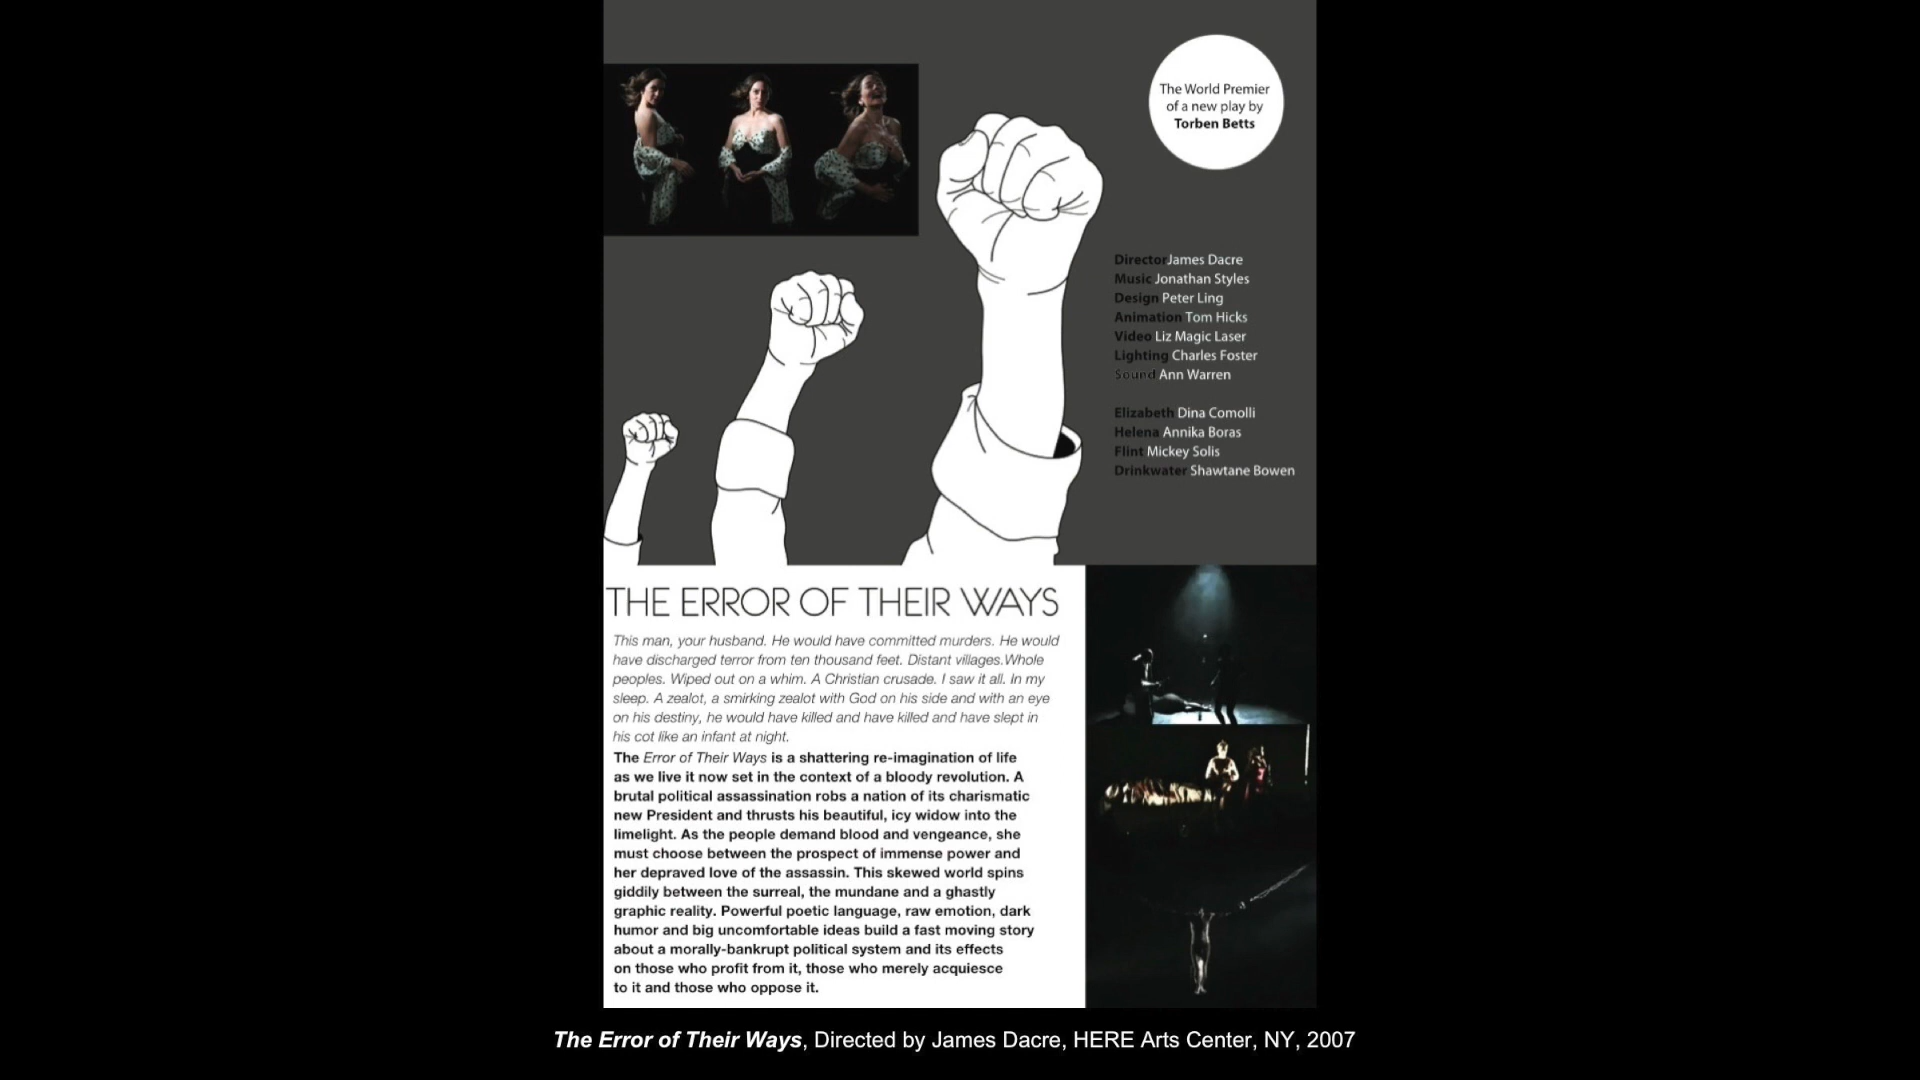 The World Premier
of a new play by
Torben Betts
Director James Dacre
Music Jonathan Styles
Design Peter Ling
Animation Tom Hicks
Video Liz Magic Laser
Lighting Charles Foster
Sound Ann Warren
Elizabeth Dina Comolli
Helena Annika Boras
Flint Mickey Solis
Drinkwater Shawtane Bowen
THE ERROR OF THEIR WAYS
This man, your husband. He would have committed murders. He would
have discharged terror from ten thousand feet. Distant villages.Whole
peoples. Wiped out on a whim. A Christian crusade. I saw it all. In my
sleep. A zealot, a smirking zealot with God on his side and with an eye
on his destiny, he would have killed and have killed and have slept in
his cot like an infant at night.
The Error of Their Ways is a shattering re-imagination of life
as we live it now set in the context of a bloody revolution. A
brutal political assassination robs a nation of its charismatic
new President and thrusts his beautiful, icy widow into the
limelight. As the people demand blood and vengeance, she
must choose between the prospect of immense power and
her depraved love of the assassin. This skewed world spins
giddily between the surreal, the mundane and a ghastly
graphic reality. Powerful poetic language, raw emotion, dark
humor and big uncomfortable ideas build a fast moving story
about a morally-bankrupt political system and its effects
on those who profit from it, those who merely acquiesce
to it and those who oppose it.
The Error of Their Ways, Directed by James Dacre, HERE Arts Center, NY, 2007